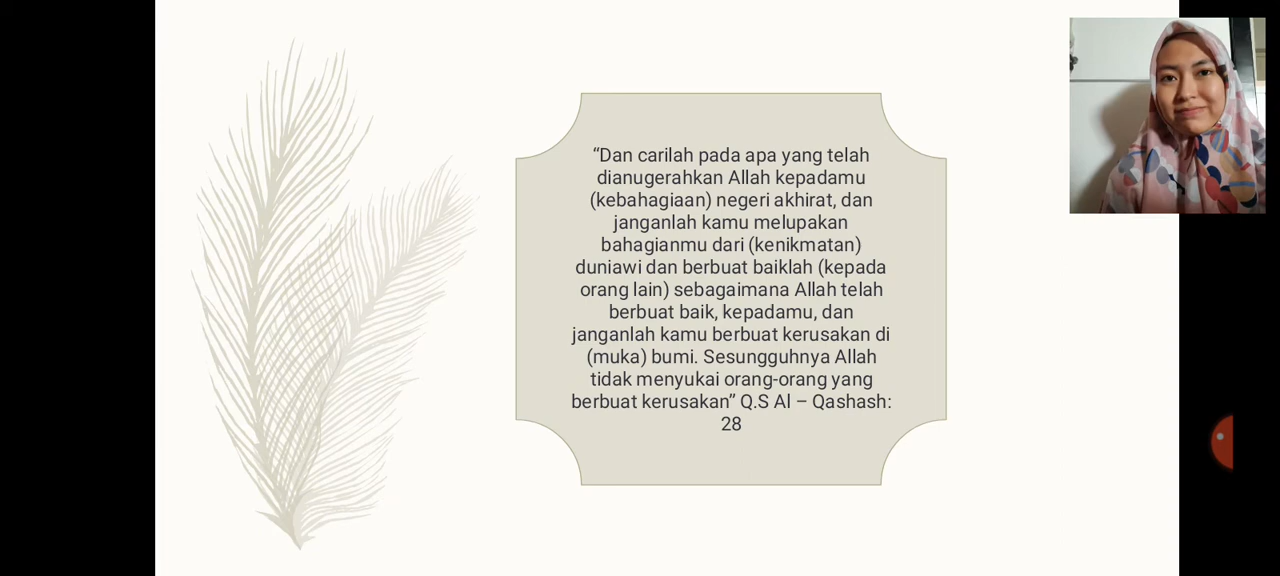 “Dan carilah pada apa yang telah
dianugerahkan Allah kepadamu
(kebahagiaan) negeri akhirat, dan
janganlah kamu melupakan
bahagianmu dari (kenikmatan)
duniawi dan berbuat baiklah (kepada
orang lain) sebagaimana Allah telah
berbuat baik, kepadamu, dan
janganlah kamu berbuat kerusakan di
(muka) bumi. Sesungguhnya Allah
tidak menyukai orang-orang yang
berbuat kerusakan” Q.S Al – Qashash:
28